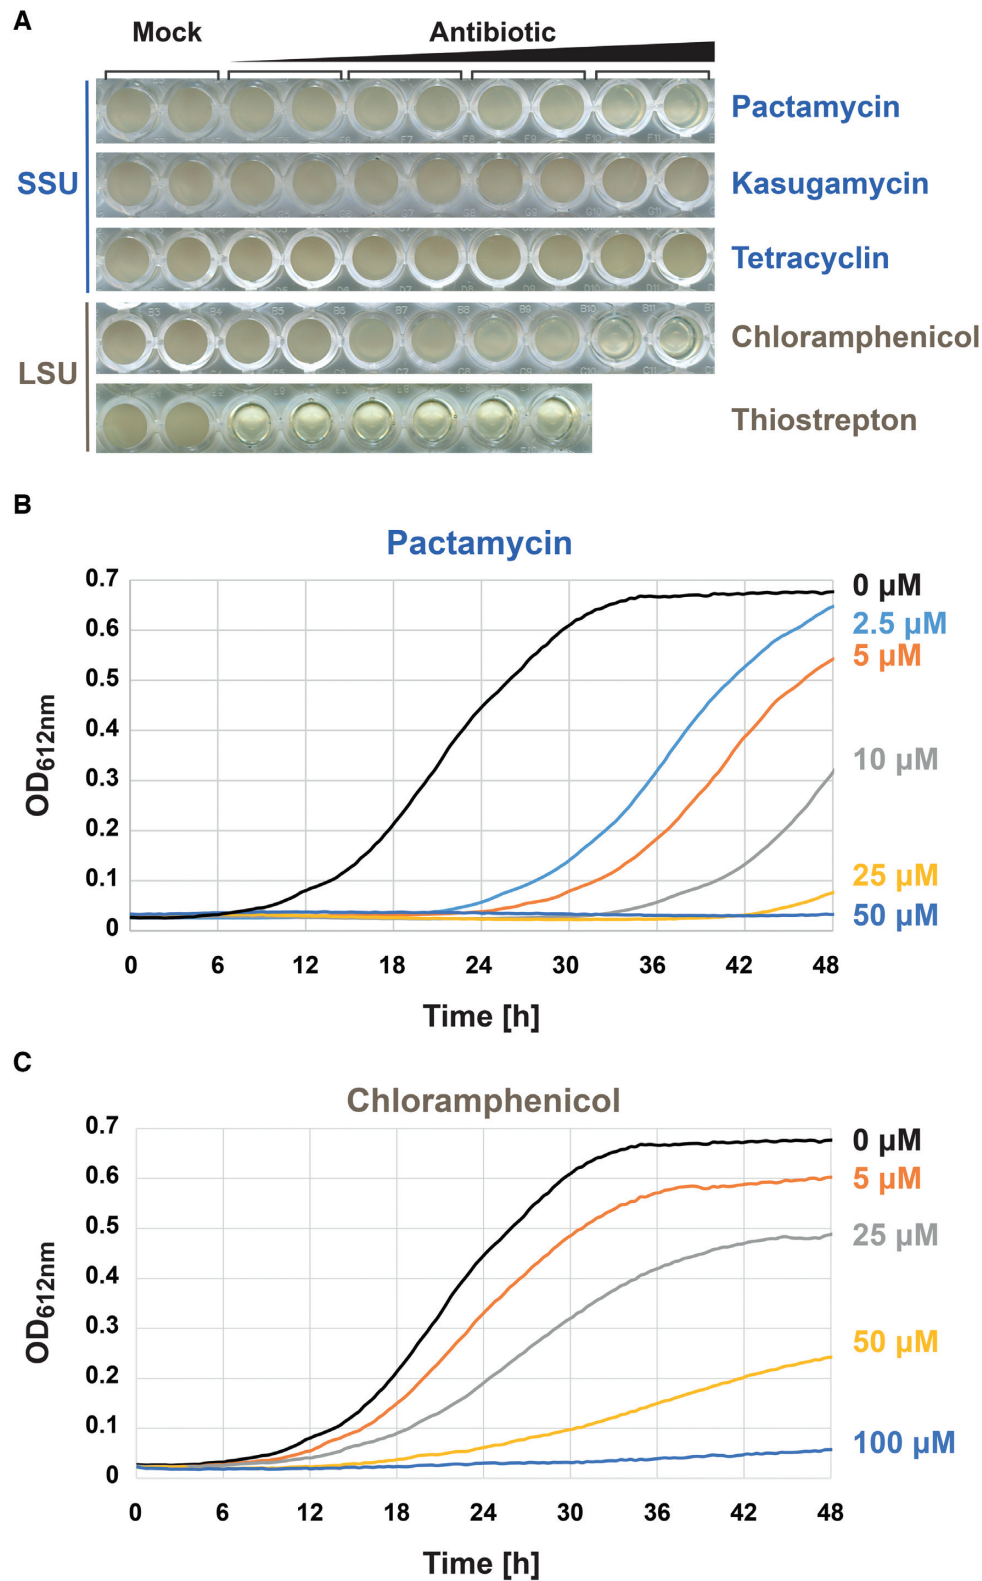 A
Mock Antibiotic
Pactamycin
SSU
Kasugamycin
Tetracyclin
Chloramphenicol
LSU
Thiostrepton
B
Pactamycin
0.7
0.6
0.5
0.4
0.3
0.2
0.1
0
OD612nm
0 µM
2.5 µM
5 µM
10 µM
25 µM
50 µM
0 6 12 18 24 30 36 42 48
Time [h]
C
Chloramphenicol
0.7
0.6
0.5
0.4
0.3
0.2
0.1
0
OD612nm
0 µM
5 µM
25 µM
50 µM
100 µM
0 6 12 18 24 30 36 42 48
Time [h]